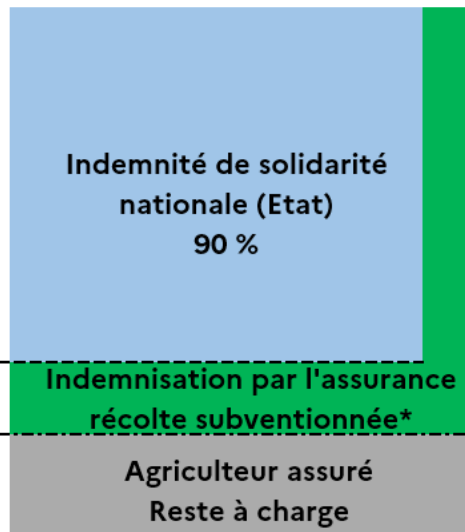 Indemnité de solidarité
nationale (Etat)
90 %
Indemnisation par l'assurance
récolte subventionnée*
Agriculteur assuré
Reste à charge